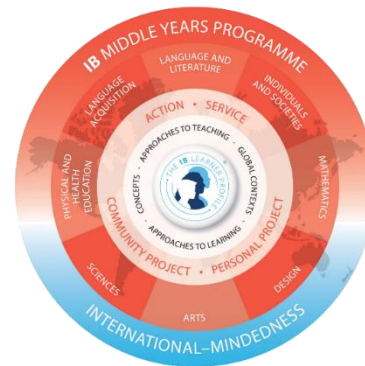 IB MIDDLE YEARS PROGRAMME
LANGUAGE AND
LITERATURE
LANGUAGE
ACQUISITION
INDIVIDUALS
AND SOCIETIES
PHYSICAL AND
HEALTH
EDUCATION
MATHEMATICS
SCIENCES
DESIGN
ARTS
ACTION • SERVICE
COMMUNITY PROJECT • PERSONAL PROJECT
APPROACHES TO TEACHING
CONCEPTS
GLOBAL CONTEXTS
APPROACHES TO LEARNING
THE IB LEARNER PROFILE
INTERNATIONAL–MINDEDNESS